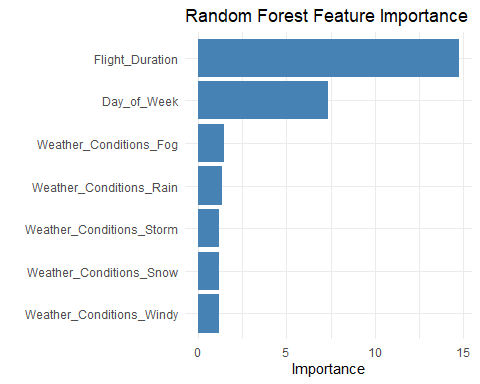 Random Forest Feature Importance
Flight_Duration
Day_of_Week
Weather_Conditions_Fog
Weather_Conditions_Rain
Weather_Conditions_Storm
Weather_Conditions_Snow
Weather_Conditions_Windy
0 5 10 15
Importance